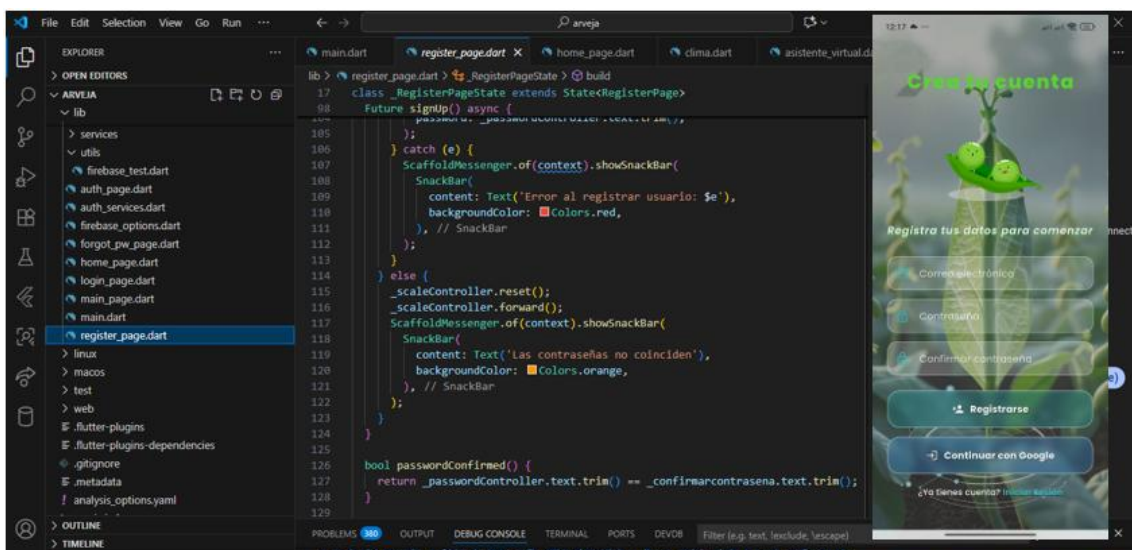 File Edit Selection View Go Run ···
arveja
EXPLORER ···
> OPEN EDITORS
ARVEJA
lib
> services
utils
firebase_test.dart
auth_page.dart
auth_services.dart
firebase_options.dart
forgot_pw_page.dart
home_page.dart
login_page.dart
main_page.dart
main.dart
register_page.dart
> linux
> macos
> test
> web
.flutter-plugins
.flutter-plugins-dependencies
.gitignore
.metadata
! analysis_options.yaml
> OUTLINE
> TIMELINE
main.dart register_page.dart X home_page.dart clima.dart asistente_virtual.da
lib > register_page.dart > _RegisterPageState > build
17 class _RegisterPageState extends State<RegisterPage>
98 Future signUp() async {
104 password: _passwordController.text.trim(),
105 );
106 } catch (e) {
107 ScaffoldMessenger.of(context).showSnackBar(
108 SnackBar(
109 content: Text('Error al registrar usuario: $e'),
110 backgroundColor: Colors.red,
111 ), // SnackBar
112 );
113 }
114 } else {
115 _scaleController.reset();
116 _scaleController.forward();
117 ScaffoldMessenger.of(context).showSnackBar(
118 SnackBar(
119 content: Text('Las contraseñas no coinciden'),
120 backgroundColor: Colors.orange,
121 ), // SnackBar
122 );
123 }
124 }
125
126 bool passwordConfirmed() {
127 return _passwordController.text.trim() == _confirmarcontrasena.text.trim();
128 }
129
PROBLEMS 380 OUTPUT DEBUG CONSOLE TERMINAL PORTS DEVDB Filter (e.g. text, !exclude, \escape)
12:17
Crea tu cuenta
Registra tus datos para comenzar
Correo electrónico
Contraseña
Confirmar contraseña
Registrarse
Continuar con Google
¿Ya tienes cuenta? Iniciar sesión
nnect
e)